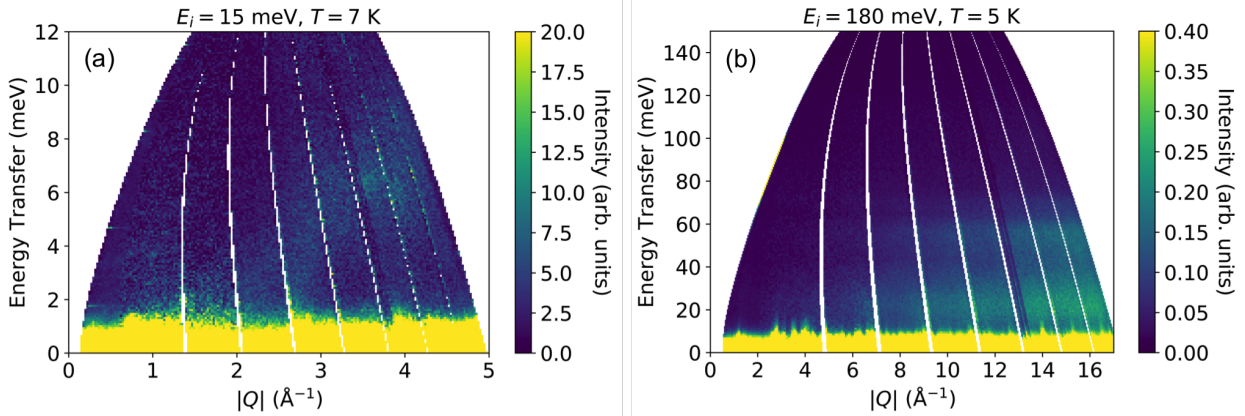 E_i = 15 meV, T = 7 K
(a)
Energy Transfer (meV)
12
10
8
6
4
2
0
0 1 2 3 4 5
|Q| (Å⁻¹)
20.0
17.5
15.0
12.5
10.0
7.5
5.0
2.5
0.0
Intensity (arb. units)
E_i = 180 meV, T = 5 K
(b)
Energy Transfer (meV)
140
120
100
80
60
40
20
0
0 2 4 6 8 10 12 14 16
|Q| (Å⁻¹)
0.40
0.35
0.30
0.25
0.20
0.15
0.10
0.05
0.00
Intensity (arb. units)